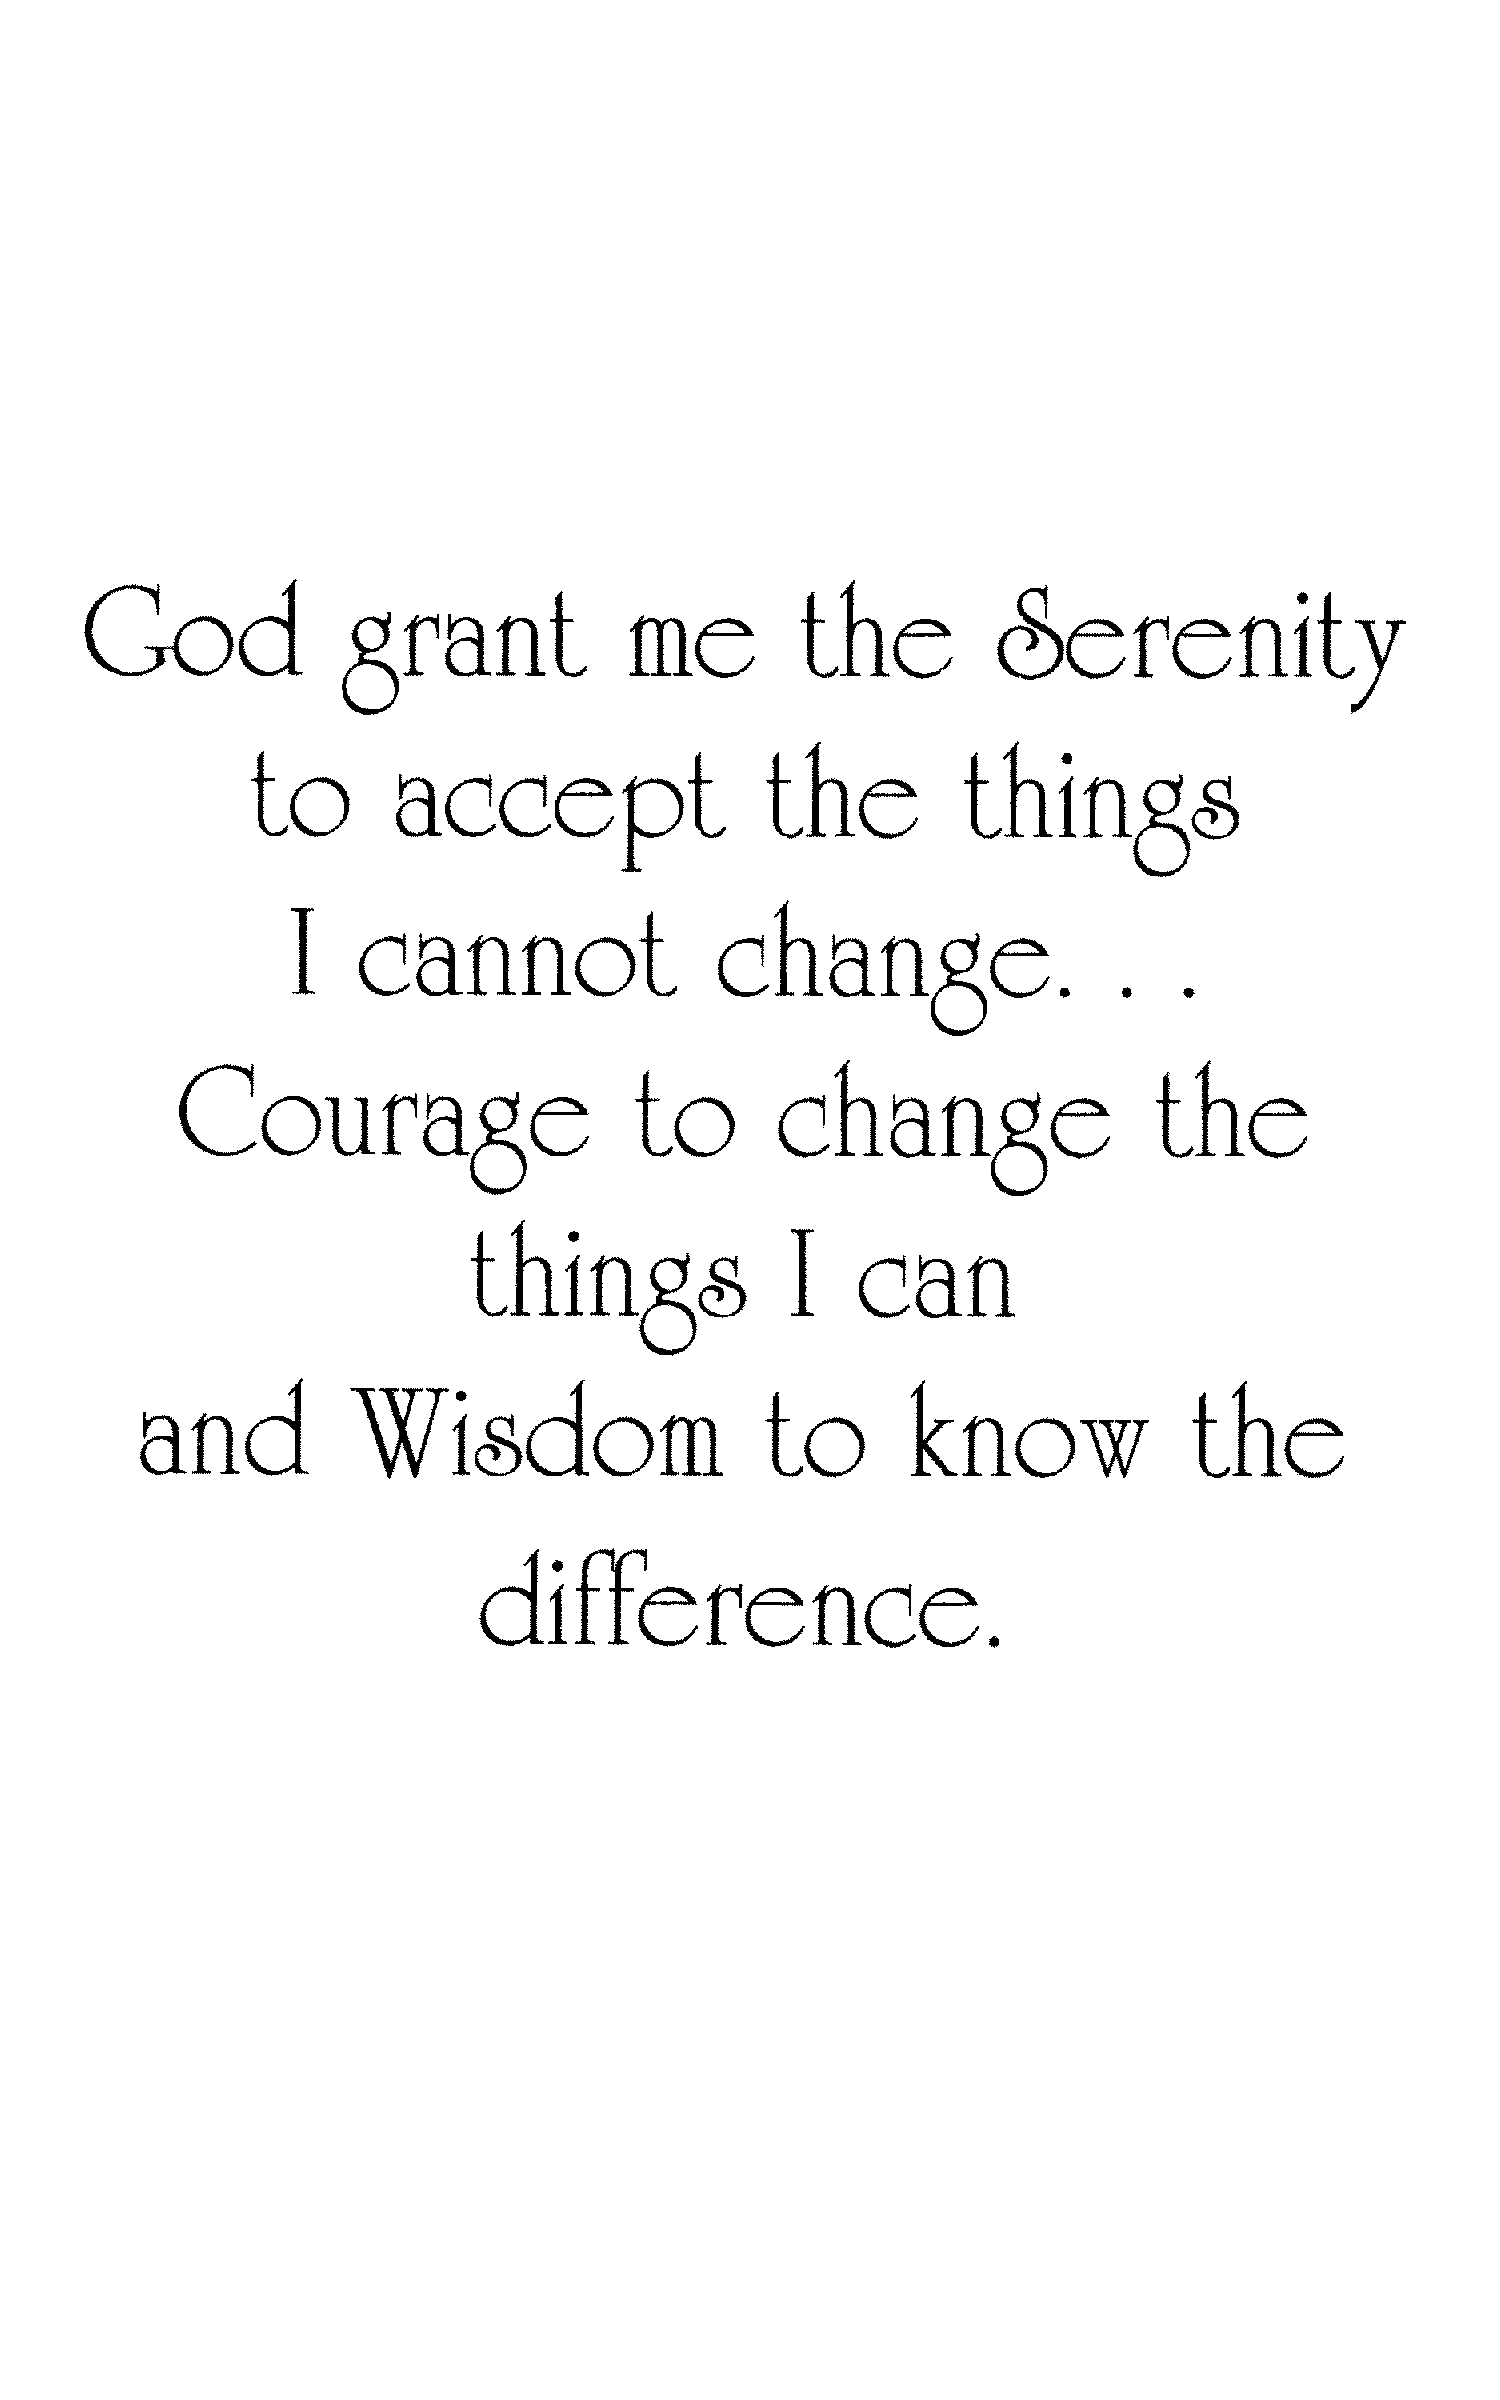 God grant me the Serenity
to accept the things
I cannot change. . .
Courage to change the
things I can
and Wisdom to know the
difference.